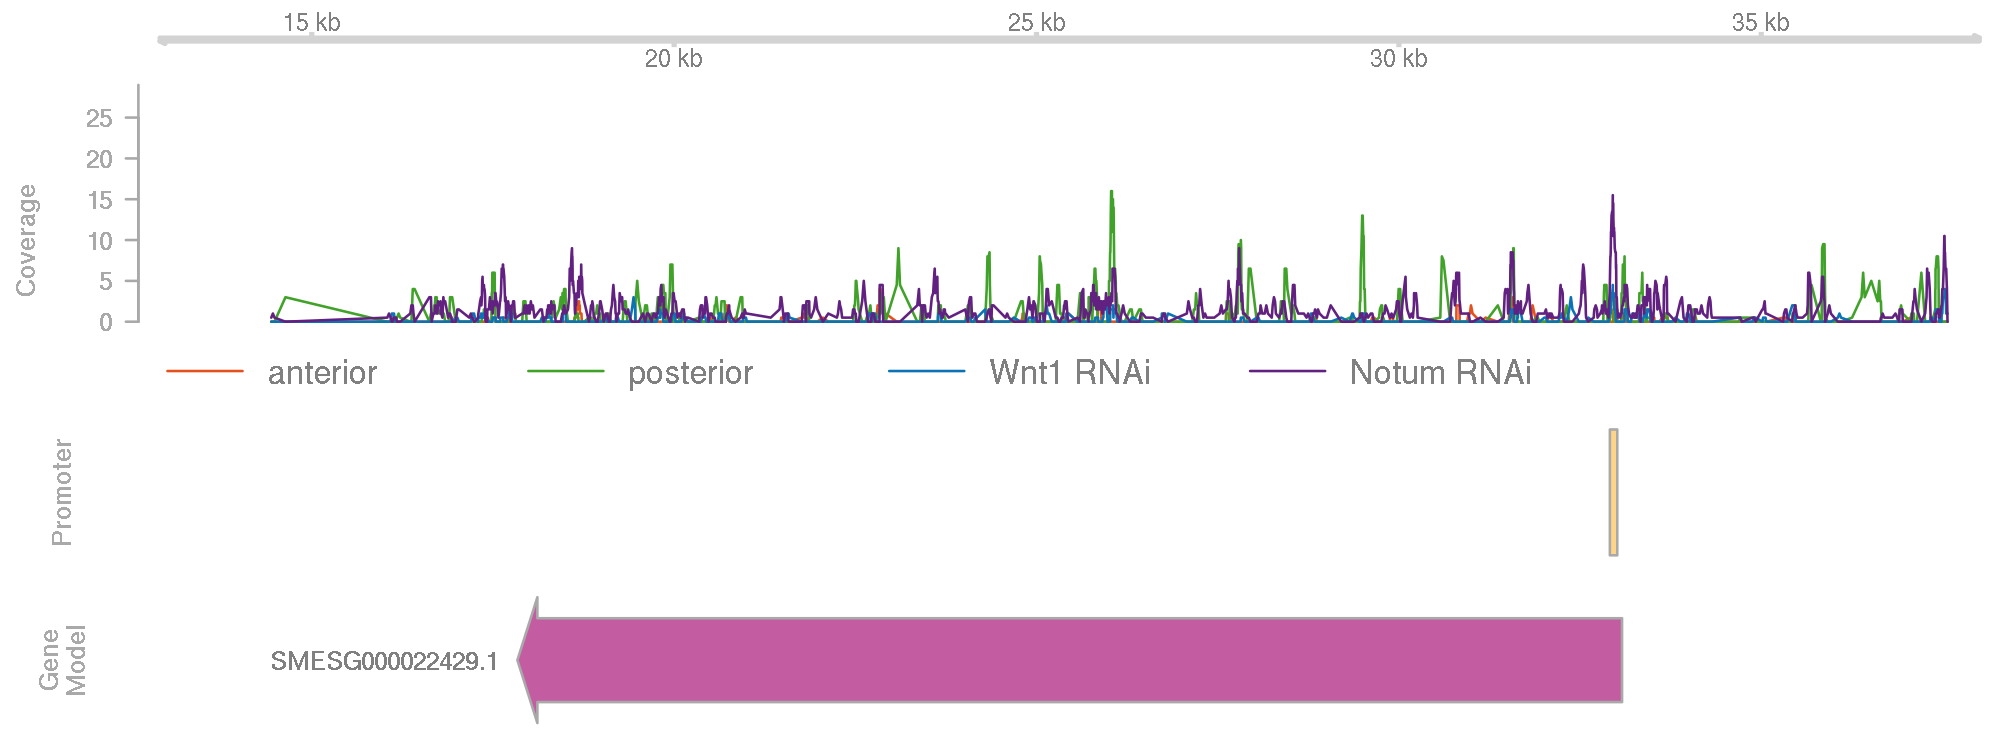 15 kb
25 kb
35 kb
20 kb
30 kb
Coverage
25
20
15
10
5
0
anterior
posterior
Wnt1 RNAi
Notum RNAi
Promoter
Gene
Model
SMESG000022429.1